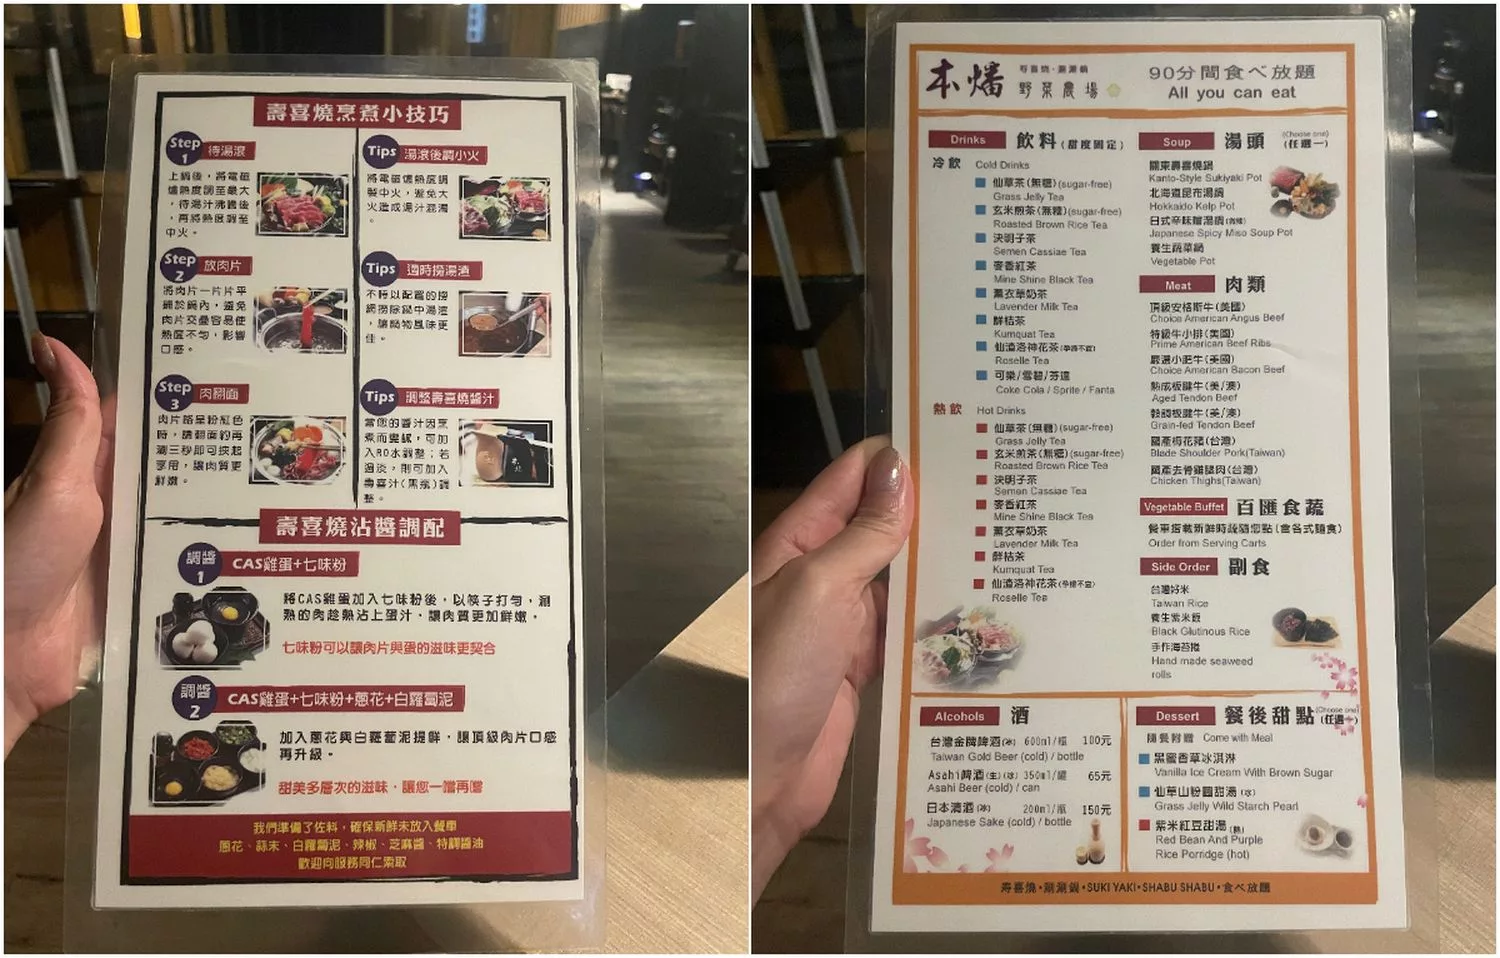 壽喜燒烹煮小技巧
Step 1 待湯滾
上鍋後，將電磁
爐熱度調至最大
，待湯汁沸騰後
，再將熱度調至
中火。
Step 2 放肉片
將肉片一片片平
鋪於鍋內，避免
肉片交疊容易使
熱度不勻，影響
口感。
Step 3 肉翻面
肉片略呈粉紅色
時，請翻面約再
涮三秒即可挾起
享用，讓肉質更
鮮嫩。
Tips 湯滾後調小火
將電磁爐熱度調
製中火，避免大
火造成湯汁混濁
。
Tips 適時撈湯渣
不時以配置的撈
網撈除鍋中湯渣
，讓鍋物風味更
佳。
Tips 調整壽喜燒醬汁
當您的醬汁因烹
煮而變鹹，可加
入RO水調整；若
過淡，則可加入
壽喜汁(黑瓶)調
整。
壽喜燒沾醬調配
調醬 1 CAS雞蛋+七味粉
將CAS雞蛋加入七味粉後，以筷子打勻，涮
熟的肉趁熱沾上蛋汁，讓肉質更加鮮嫩。
七味粉可以讓肉片與蛋的滋味更契合
調醬 2 CAS雞蛋+七味粉+蔥花+白蘿蔔泥
加入蔥花與白蘿蔔泥提鮮，讓頂級肉片口感
再升級。
甜美多層次的滋味，讓您一嚐再嚐
我們準備了佐料，確保新鮮未放入餐車
蔥花、蒜末、白蘿蔔泥、辣椒、芝麻醬、特調醬油
歡迎向服務同仁索取
本燔 寿喜燒·涮涮鍋
野菜農場
90分間食べ放題
All you can eat
Drinks 飲料(甜度固定)
冷飲 Cold Drinks
仙草茶(無糖)(sugar-free)
Grass Jelly Tea
玄米煎茶(無糖)(sugar-free)
Roasted Brown Rice Tea
決明子茶
Semen Cassiae Tea
麥香紅茶
Mine Shine Black Tea
薰衣草奶茶
Lavender Milk Tea
鮮桔茶
Kumquat Tea
仙渣洛神花茶(孕婦不宜)
Roselle Tea
可樂/雪碧/芬達
Coke Cola / Sprite / Fanta
熱飲 Hot Drinks
仙草茶(無糖)(sugar-free)
Grass Jelly Tea
玄米煎茶(無糖)(sugar-free)
Roasted Brown Rice Tea
決明子茶
Semen Cassiae Tea
麥香紅茶
Mine Shine Black Tea
薰衣草奶茶
Lavender Milk Tea
鮮桔茶
Kumquat Tea
仙渣洛神花茶(孕婦不宜)
Roselle Tea
Soup 湯頭 (Choose one) (任選一)
關東壽喜燒鍋
Kanto-Style Sukiyaki Pot
北海道昆布湯鍋
Hokkaido Kelp Pot
日式辛味噌湯鍋(微辣)
Japanese Spicy Miso Soup Pot
養生蔬菜鍋
Vegetable Pot
Meat 肉類
頂級安格斯牛(美國)
Choice American Angus Beef
特級牛小排(美國)
Prime American Beef Ribs
嚴選小肥牛(美國)
Choice American Bacon Beef
熟成板腱牛(美/澳)
Aged Tendon Beef
穀飼板腱牛(美/澳)
Grain-fed Tendon Beef
國產梅花豬(台灣)
Blade Shoulder Pork(Taiwan)
國產去骨雞腿肉(台灣)
Chicken Thighs(Taiwan)
Vegetable Buffet 百匯食蔬
餐車搭載新鮮時蔬隨您點(含各式麵食)
Order from Serving Carts
Side Order 副食
台灣好米
Taiwan Rice
養生紫米飯
Black Glutinous Rice
手作海苔捲
Hand made seaweed
rolls
Alcohols 酒
台灣金牌啤酒(冰) 600ml/瓶 100元
Taiwan Gold Beer (cold) / bottle
Asahi啤酒(生)(冰) 350ml/罐 65元
Asahi Beer (cold) / can
日本清酒(冰) 200ml/瓶 150元
Japanese Sake (cold) / bottle
Dessert 餐後甜點 (Choose one) (任選一)
隨餐附贈 Come with Meal
黑蜜香草冰淇淋
Vanilla Ice Cream With Brown Sugar
仙草山粉圓甜湯(冰)
Grass Jelly Wild Starch Pearl
紫米紅豆甜湯(熱)
Red Bean And Purple
Rice Porridge (hot)
寿喜燒·涮涮鍋·SUKI YAKI·SHABU SHABU·食べ放題